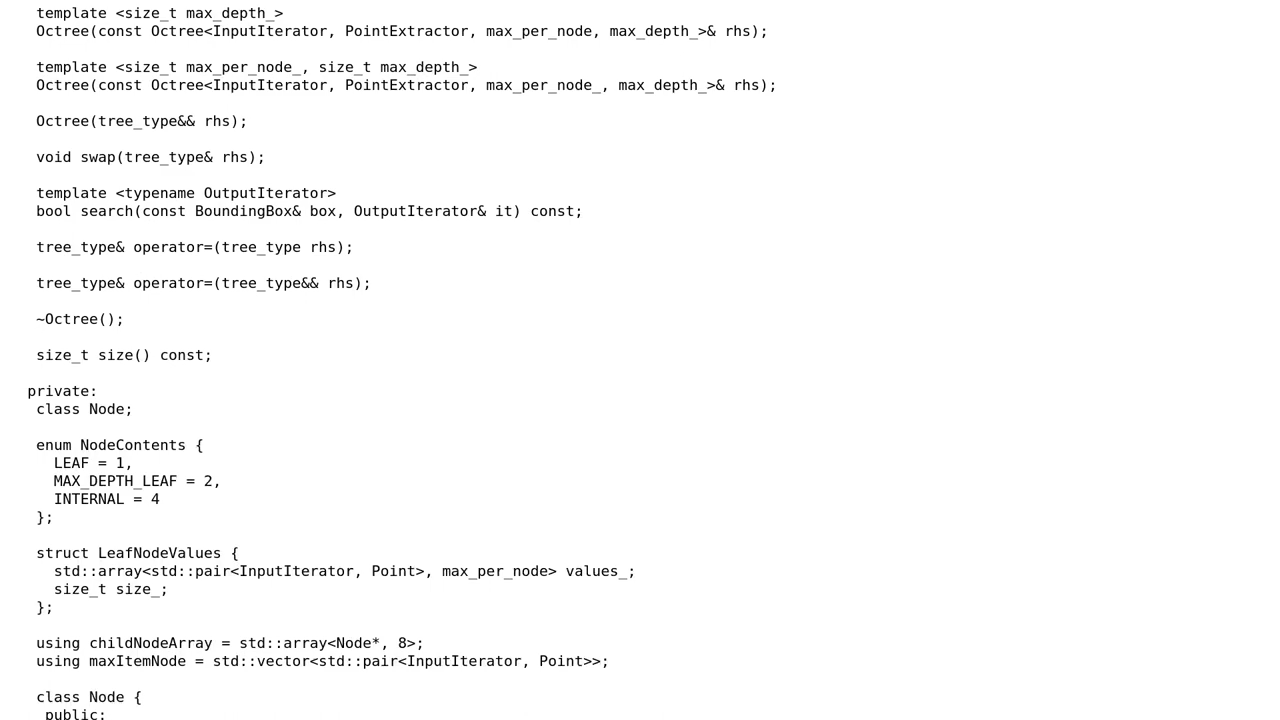 template <size_t max_depth_>
Octree(const Octree<InputIterator, PointExtractor, max_per_node, max_depth_>& rhs);
template <size_t max_per_node_, size_t max_depth_>
Octree(const Octree<InputIterator, PointExtractor, max_per_node_, max_depth_>& rhs);
Octree(tree_type&& rhs);
void swap(tree_type& rhs);
template <typename OutputIterator>
bool search(const BoundingBox& box, OutputIterator& it) const;
tree_type& operator=(tree_type rhs);
tree_type& operator=(tree_type&& rhs);
~Octree();
size_t size() const;
private:
class Node;
enum NodeContents {
LEAF = 1,
MAX_DEPTH_LEAF = 2,
INTERNAL = 4
};
struct LeafNodeValues {
std::array<std::pair<InputIterator, Point>, max_per_node> values_;
size_t size_;
};
using childNodeArray = std::array<Node*, 8>;
using maxItemNode = std::vector<std::pair<InputIterator, Point>>;
class Node {
public: